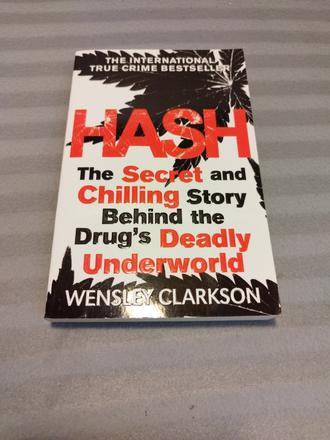 THE INTERNATIONAL
TRUE CRIME BESTSELLER
HASH
The Secret and
Chilling Story
Behind the
Drug's Deadly
Underworld
WENSLEY CLARKSON